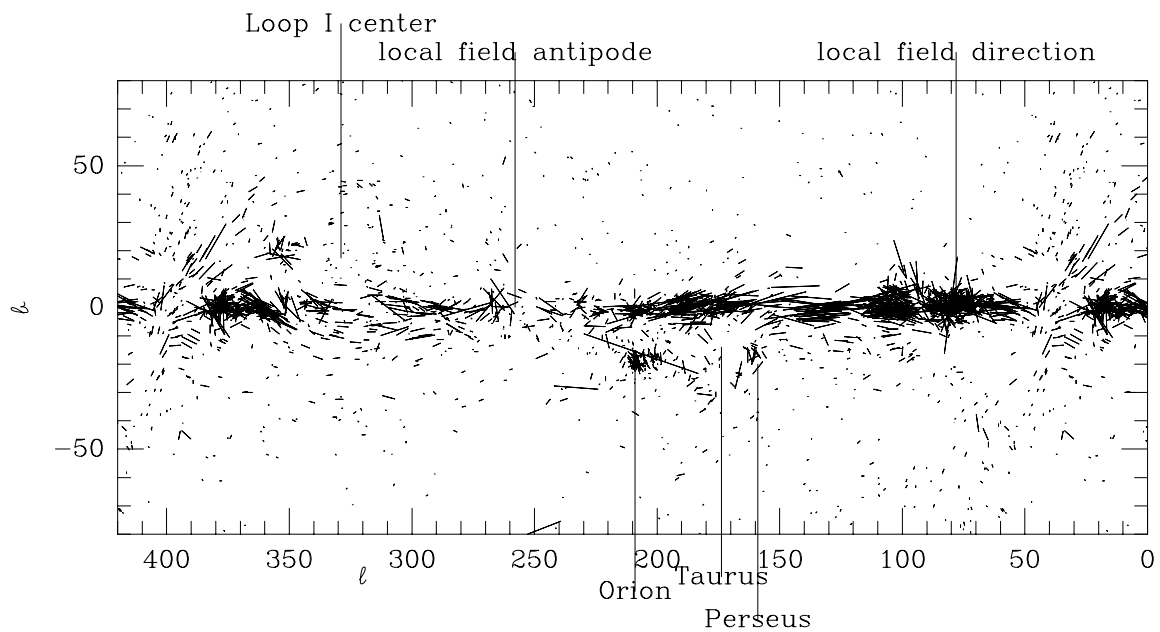 Loop I center
local field antipode
local field direction
50
0
b
−50
400
350
300
250
200
150
100
50
0
ℓ
Taurus
Orion
Perseus